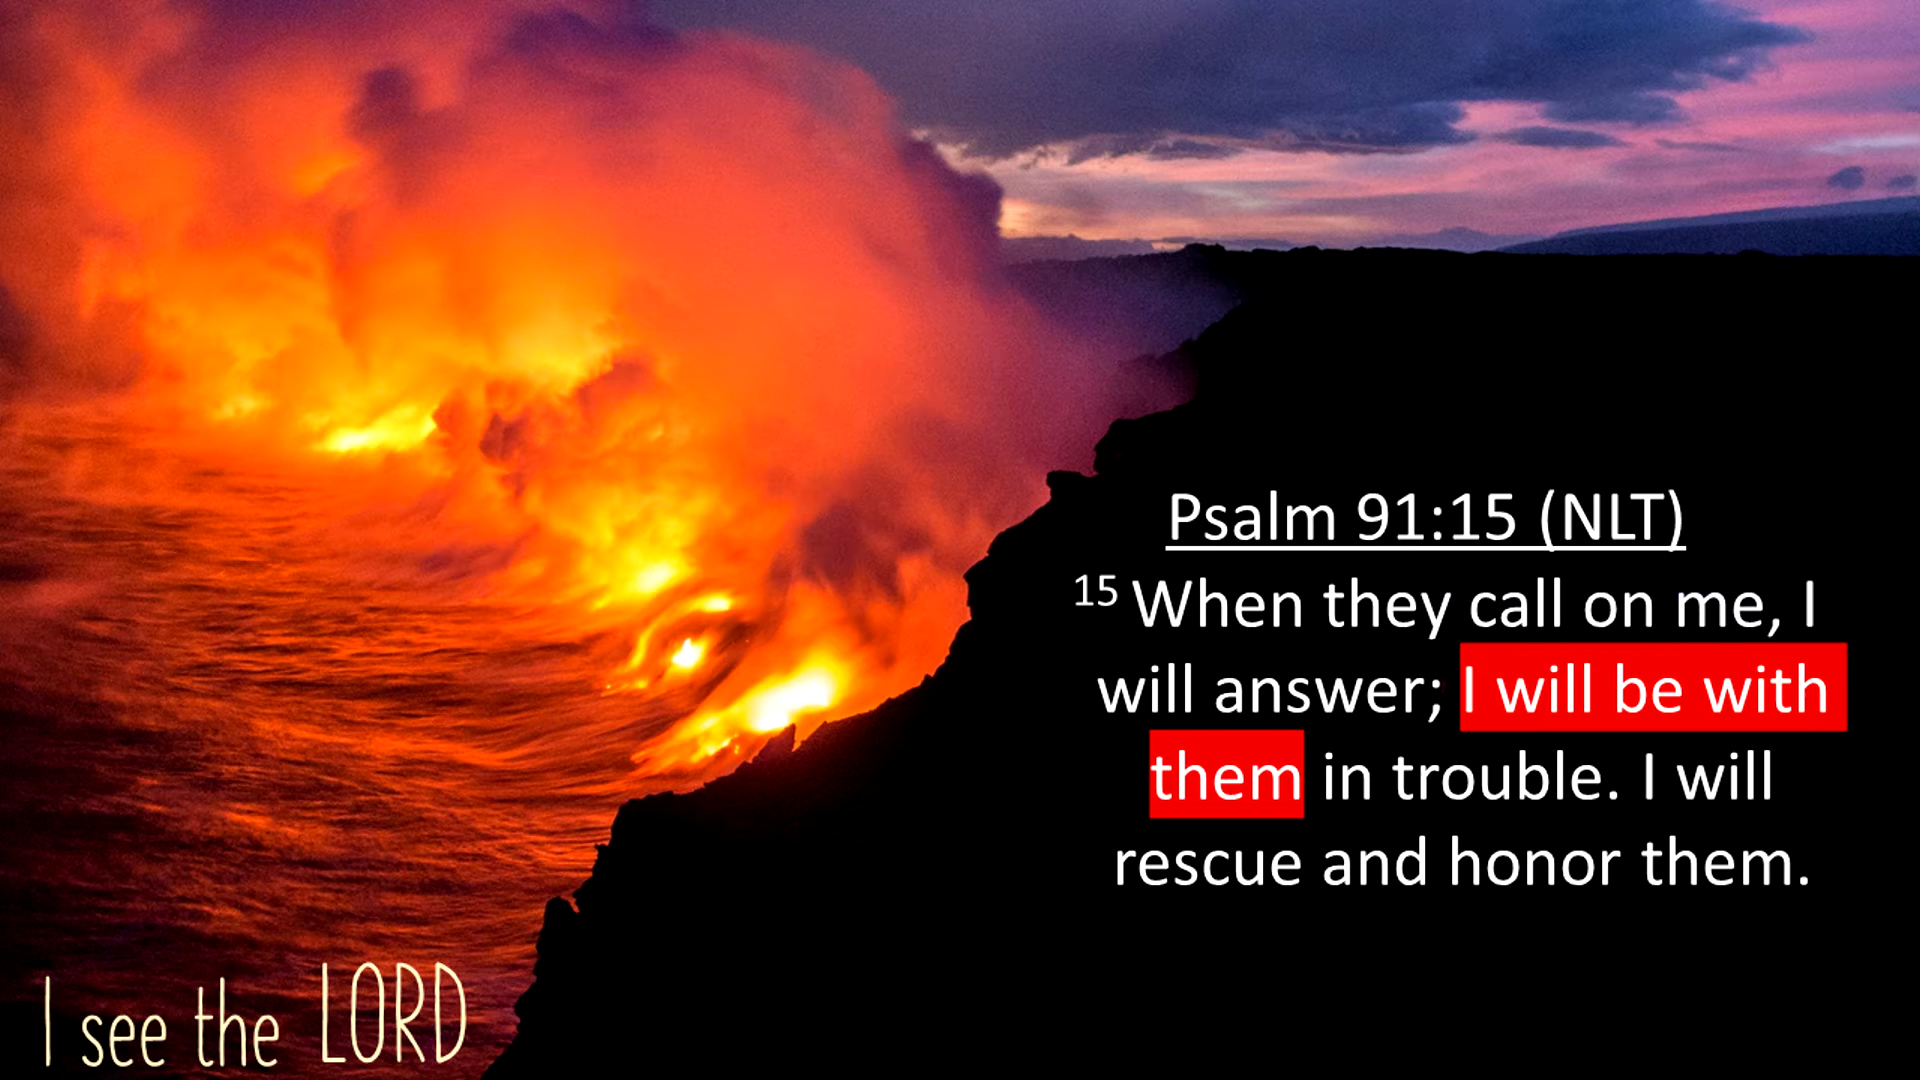 Psalm 91:15 (NLT)
15 When they call on me, I
will answer; I will be with
them in trouble. I will
rescue and honor them.
I see the LORD